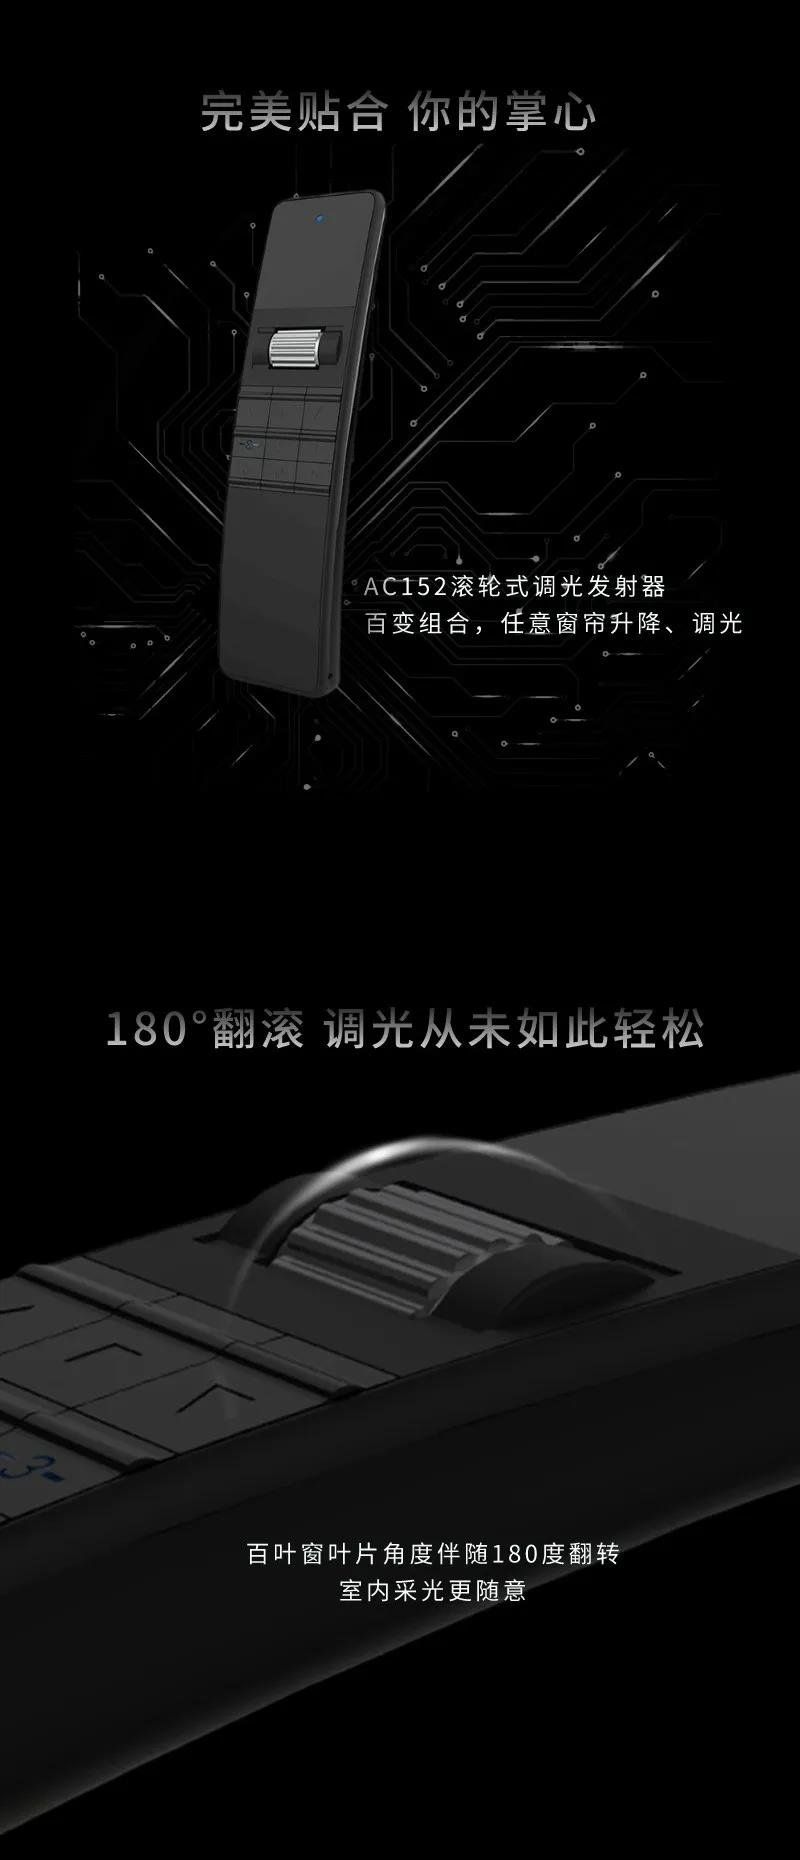 完美贴合 你的掌心
AC152滚轮式调光发射器
百变组合，任意窗帘升降、调光
180°翻滚 调光从未如此轻松
百叶窗叶片角度伴随180度翻转
室内采光更随意